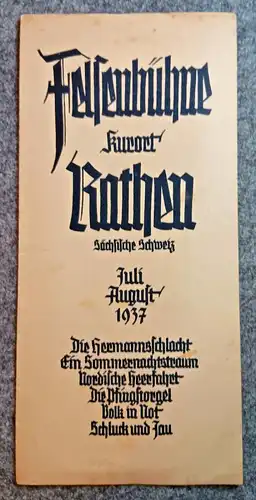 Felsenbühne
Kurort
Rathen
Sächsische Schweiz
Juli
August
1937
Die Hermannsschlacht
Ein Sommernachtstraum
Nordische Heerfahrt
Die Pfingstorgel
Volk in Not
Schluck und Jau